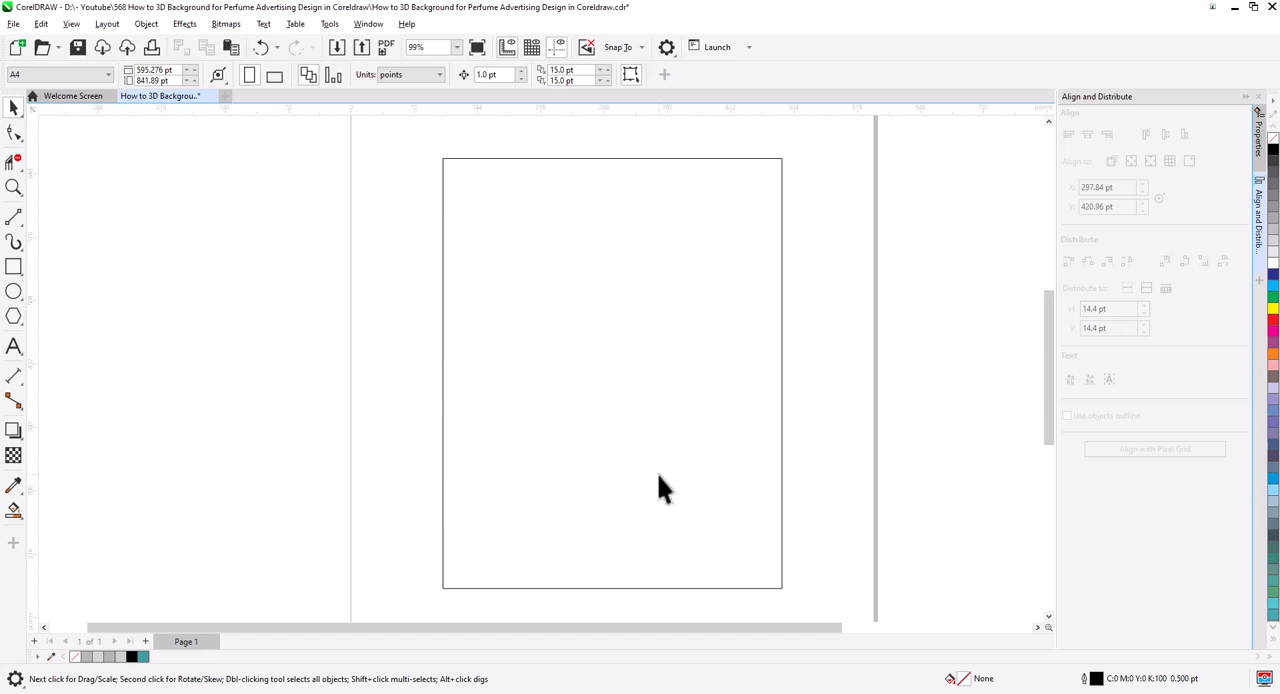 CorelDRAW - D:\- Youtube\568 How to 3D Background for Perfume Advertising Design in Coreldraw\How to 3D Background for Perfume Advertising Design in Coreldraw.cdr*
File Edit View Layout Object Effects Bitmaps Text Table Tools Window Help
PDF 99% Snap To Launch
A4 595.276 pt 841.89 pt Units: points 1.0 pt 15.0 pt 15.0 pt
Welcome Screen How to 3D Backgrou..*
Align and Distribute
Align
Align to:
X: 297.84 pt
Y: 420.96 pt
Distribute
Distribute to:
H: 14.4 pt
V: 14.4 pt
Text
Use objects outline
Align with Pixel Grid
Properties
Align and Distrib...
1 of 1 Page 1
Next click for Drag/Scale; Second click for Rotate/Skew; Dbl-clicking tool selects all objects; Shift+click multi-selects; Alt+click digs
None C:0 M:0 Y:0 K:100 0.500 pt